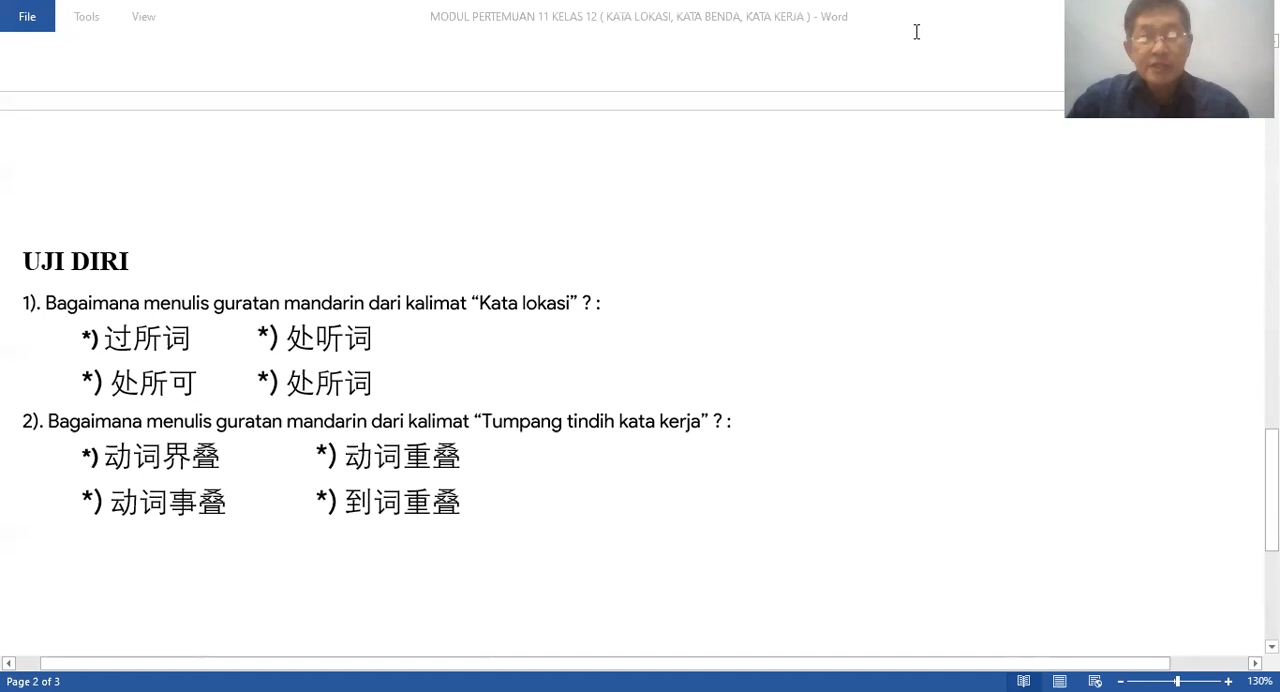 File Tools View MODUL PERTEMUAN 11 KELAS 12 ( KATA LOKASI, KATA BENDA, KATA KERJA ) - Word
UJI DIRI
1). Bagaimana menulis guratan mandarin dari kalimat “Kata lokasi” ? :
*) 过所词 *) 处听词
*) 处所可 *) 处所词
2). Bagaimana menulis guratan mandarin dari kalimat “Tumpang tindih kata kerja” ? :
*) 动词界叠 *) 动词重叠
*) 动词事叠 *) 到词重叠
Page 2 of 3 130%